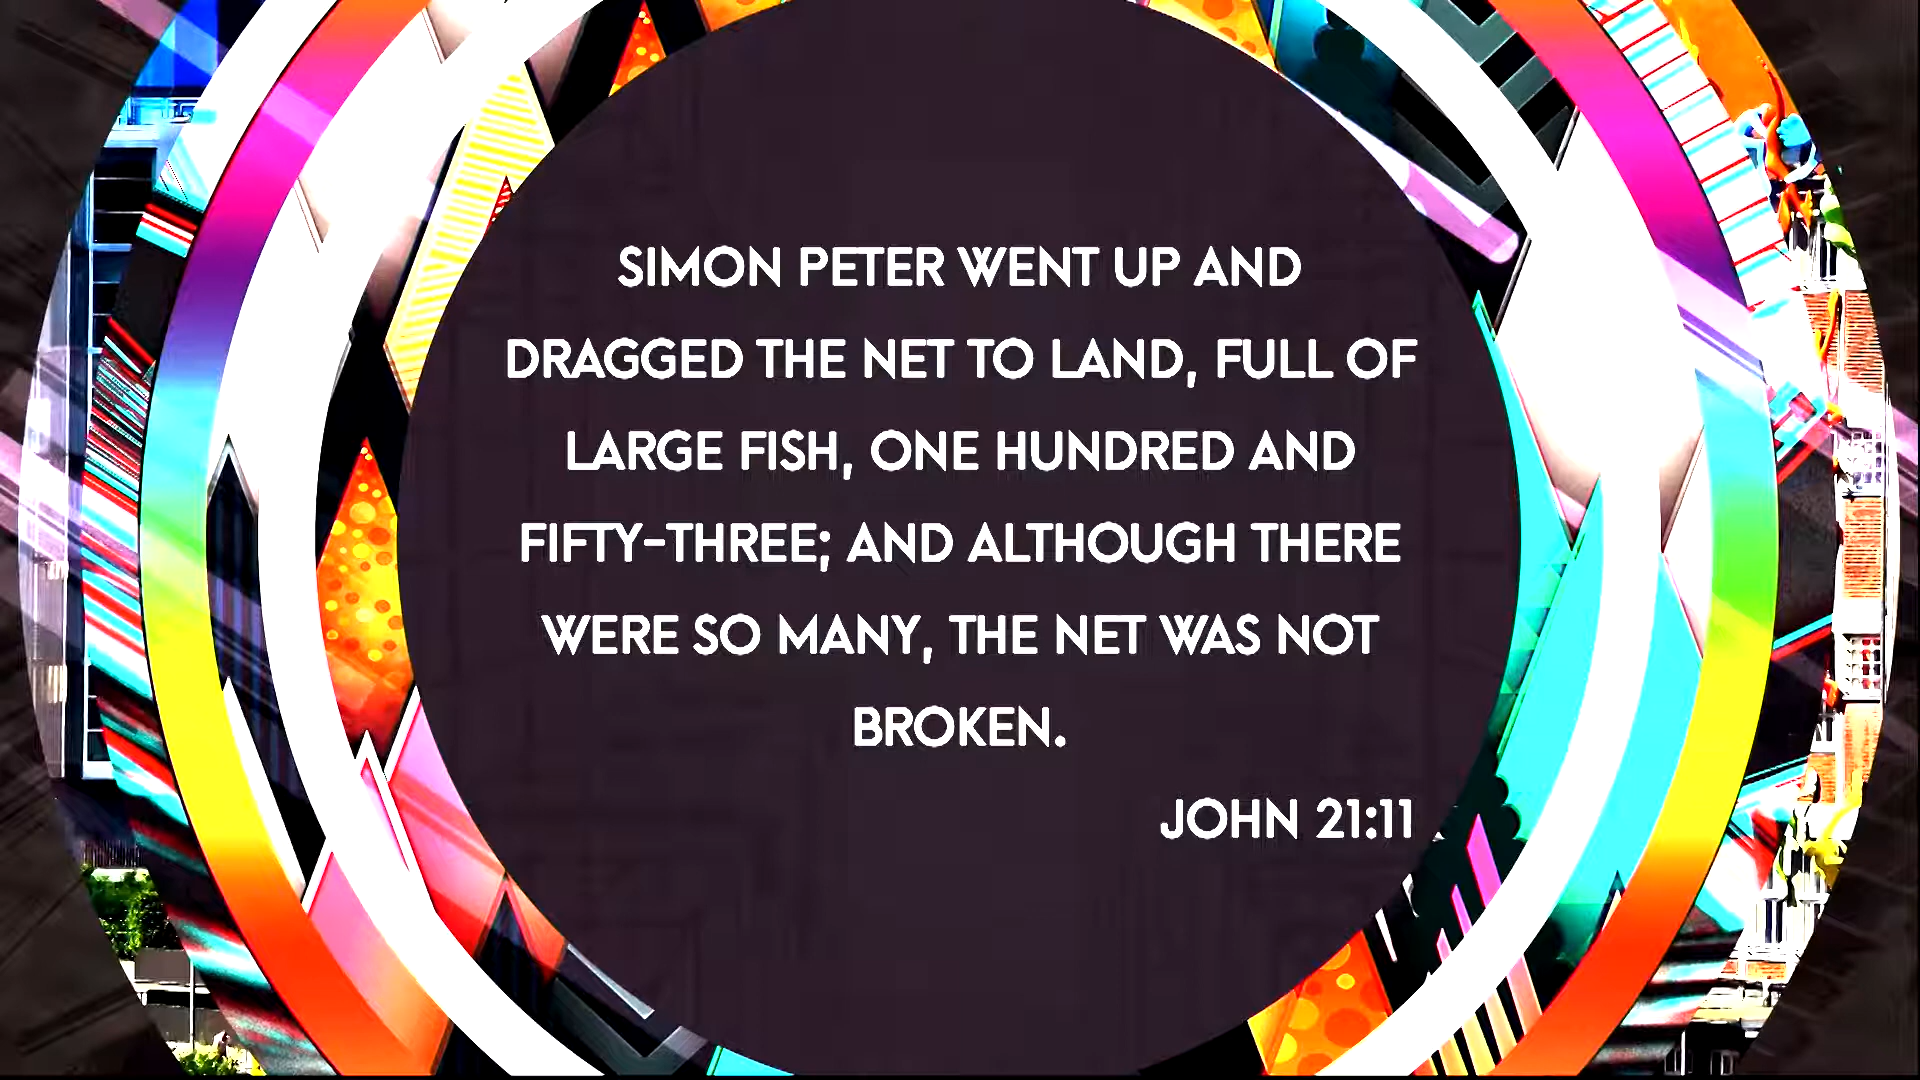 SIMON PETER WENT UP AND
DRAGGED THE NET TO LAND, FULL OF
LARGE FISH, ONE HUNDRED AND
FIFTY-THREE; AND ALTHOUGH THERE
WERE SO MANY, THE NET WAS NOT
BROKEN.
JOHN 21:11